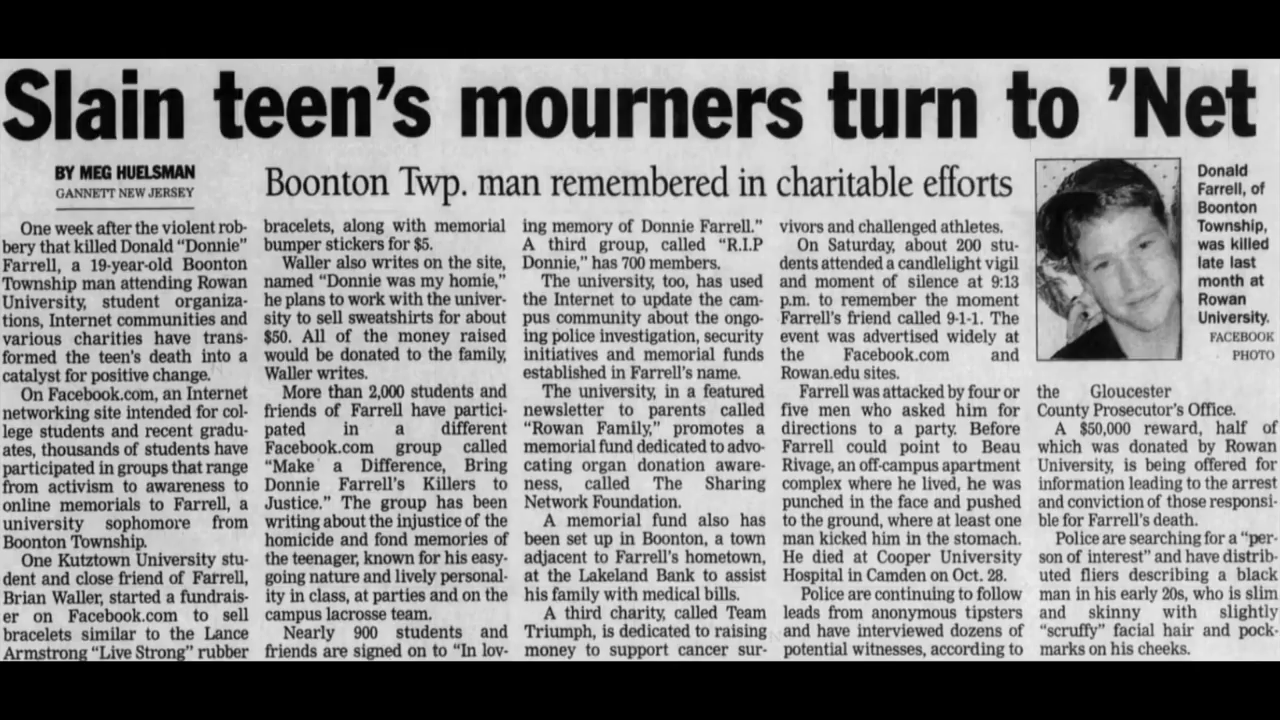 Slain teen's mourners turn to 'Net
BY MEG HUELSMAN
GANNETT NEW JERSEY
Boonton Twp. man remembered in charitable efforts
One week after the violent rob-
bery that killed Donald "Donnie"
Farrell, a 19-year-old Boonton
Township man attending Rowan
University, student organiza-
tions, Internet communities and
various charities have trans-
formed the teen's death into a
catalyst for positive change.
On Facebook.com, an Internet
networking site intended for col-
lege students and recent gradu-
ates, thousands of students have
participated in groups that range
from activism to awareness to
online memorials to Farrell, a
university sophomore from
Boonton Township.
One Kutztown University stu-
dent and close friend of Farrell,
Brian Waller, started a fundrais-
er on Facebook.com to sell
bracelets similar to the Lance
Armstrong "Live Strong" rubber
bracelets, along with memorial
bumper stickers for $5.
Waller also writes on the site,
named "Donnie was my homie,"
he plans to work with the univer-
sity to sell sweatshirts for about
$50. All of the money raised
would be donated to the family,
Waller writes.
More than 2,000 students and
friends of Farrell have partici-
pated in a different
Facebook.com group called
"Make a Difference, Bring
Donnie Farrell's Killers to
Justice." The group has been
writing about the injustice of the
homicide and fond memories of
the teenager, known for his easy-
going nature and lively personal-
ity in class, at parties and on the
campus lacrosse team.
Nearly 900 students and
friends are signed on to "In lov-
ing memory of Donnie Farrell."
A third group, called "R.I.P
Donnie," has 700 members.
The university, too, has used
the Internet to update the cam-
pus community about the ongo-
ing police investigation, security
initiatives and memorial funds
established in Farrell's name.
The university, in a featured
newsletter to parents called
"Rowan Family," promotes a
memorial fund dedicated to advo-
cating organ donation aware-
ness, called The Sharing
Network Foundation.
A memorial fund also has
been set up in Boonton, a town
adjacent to Farrell's hometown,
at the Lakeland Bank to assist
his family with medical bills.
A third charity, called Team
Triumph, is dedicated to raising
money to support cancer sur-
vivors and challenged athletes.
On Saturday, about 200 stu-
dents attended a candlelight vigil
and moment of silence at 9:13
p.m. to remember the moment
Farrell's friend called 9-1-1. The
event was advertised widely at
the Facebook.com and
Rowan.edu sites.
Farrell was attacked by four or
five men who asked him for
directions to a party. Before
Farrell could point to Beau
Rivage, an off-campus apartment
complex where he lived, he was
punched in the face and pushed
to the ground, where at least one
man kicked him in the stomach.
He died at Cooper University
Hospital in Camden on Oct. 28.
Police are continuing to follow
leads from anonymous tipsters
and have interviewed dozens of
potential witnesses, according to
Donald
Farrell, of
Boonton
Township,
was killed
late last
month at
Rowan
University.
FACEBOOK
PHOTO
the Gloucester
County Prosecutor's Office.
A $50,000 reward, half of
which was donated by Rowan
University, is being offered for
information leading to the arrest
and conviction of those responsi-
ble for Farrell's death.
Police are searching for a "per-
son of interest" and have distrib-
uted fliers describing a black
man in his early 20s, who is slim
and skinny with slightly
"scruffy" facial hair and pock-
marks on his cheeks.